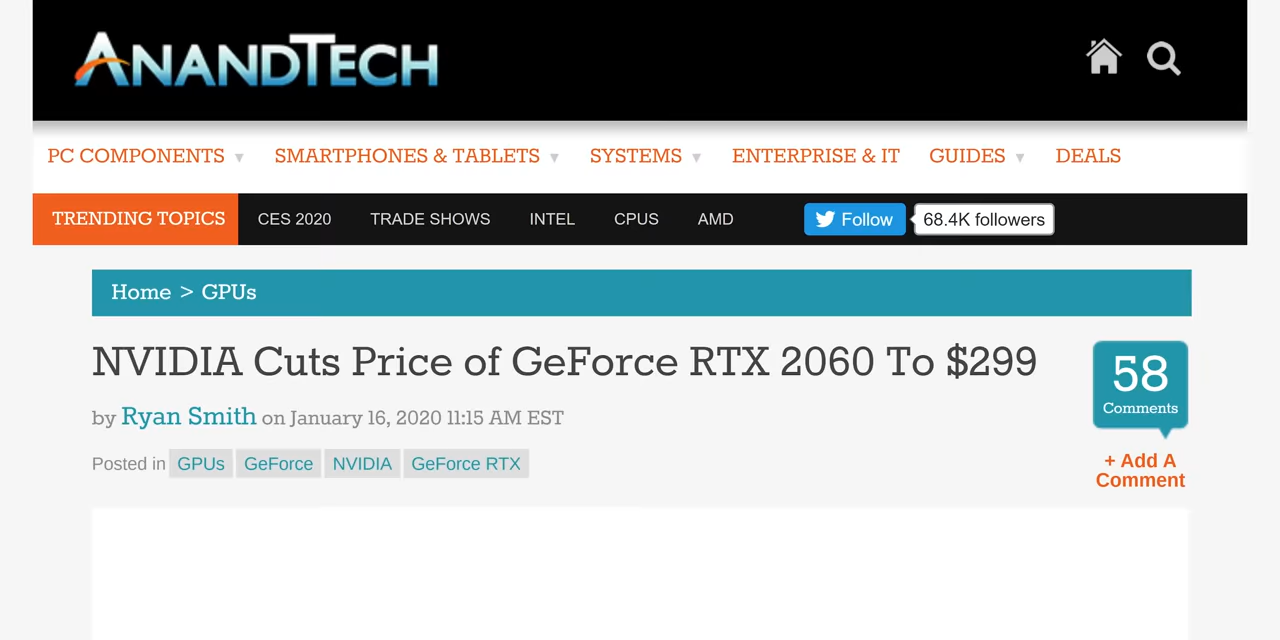 ANANDTECH
PC COMPONENTS ▼ SMARTPHONES & TABLETS ▼ SYSTEMS ▼ ENTERPRISE & IT GUIDES ▼ DEALS
TRENDING TOPICS CES 2020 TRADE SHOWS INTEL CPUS AMD Follow 68.4K followers
Home > GPUs
NVIDIA Cuts Price of GeForce RTX 2060 To $299
58
Comments
by Ryan Smith on January 16, 2020 11:15 AM EST
Posted in GPUs GeForce NVIDIA GeForce RTX
+ Add A
Comment